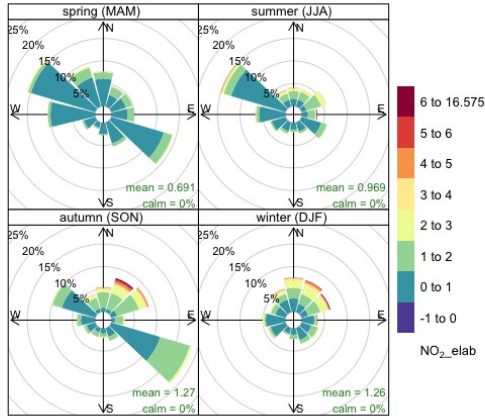 spring (MAM)
25%
20%
15%
10%
5%
N
W
E
S
mean = 0.691
calm = 0%
summer (JJA)
25%
20%
15%
10%
5%
N
W
E
S
mean = 0.969
calm = 0%
autumn (SON)
25%
20%
15%
10%
5%
N
W
E
S
mean = 1.27
calm = 0%
winter (DJF)
25%
20%
15%
10%
5%
N
W
E
S
mean = 1.26
calm = 0%
6 to 16.575
5 to 6
4 to 5
3 to 4
2 to 3
1 to 2
0 to 1
-1 to 0
NO₂_elab